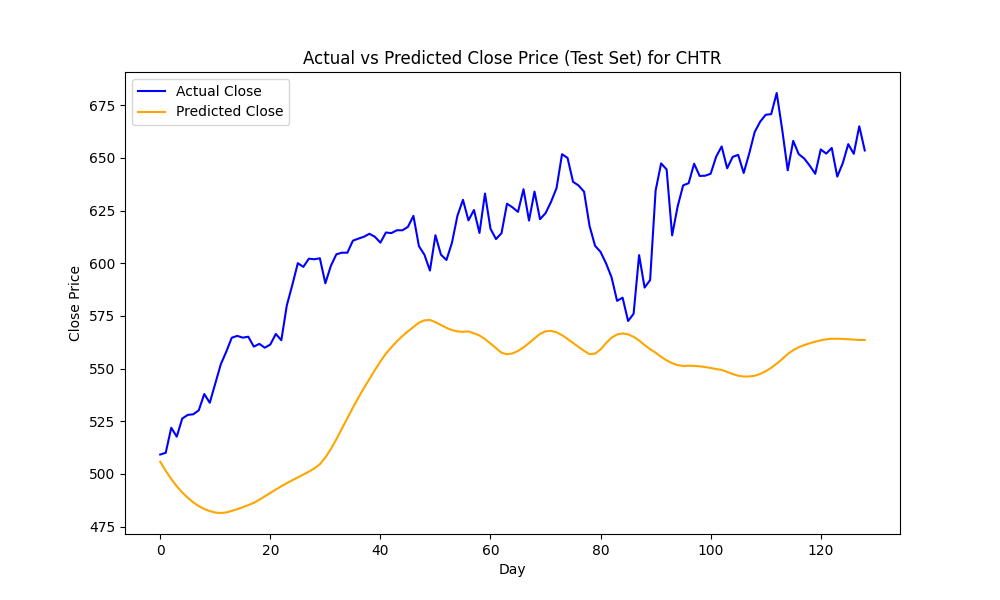 Actual vs Predicted Close Price (Test Set) for CHTR
Actual Close
Predicted Close
Close Price
675
650
625
600
575
550
525
500
475
0 20 40 60 80 100 120
Day